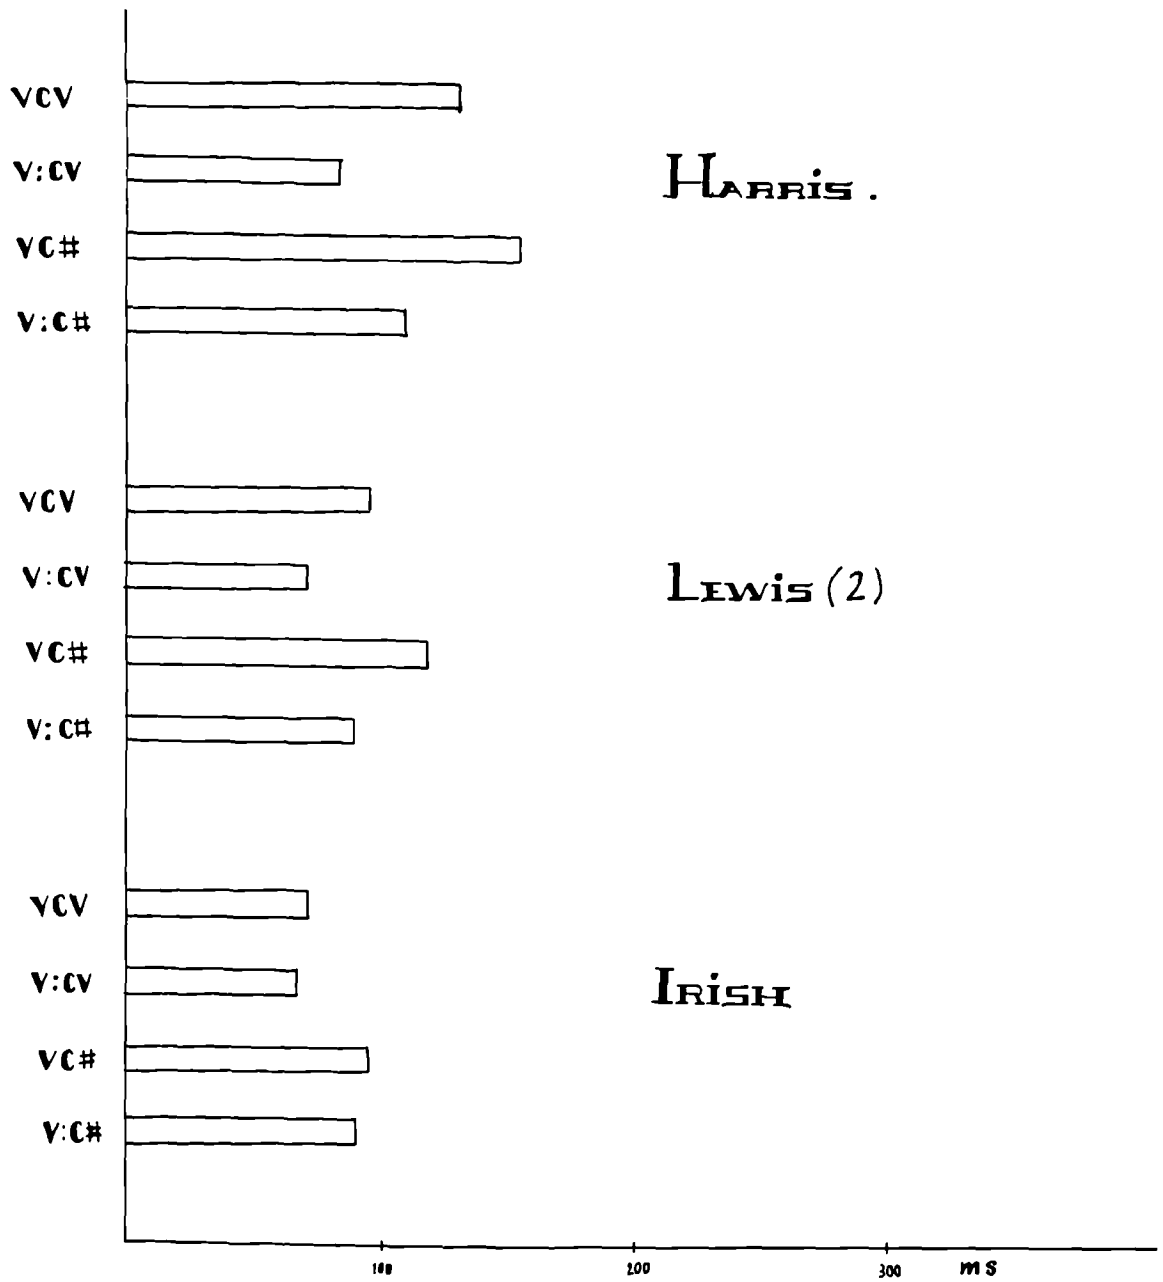 VCV
V:CV
HARRiS.
VC#
V:C#
VCV
V:CV
LEWiS (2)
VC#
V:C#
VCV
V:CV
IRiSH
VC#
V:C#
100 200 300 ms